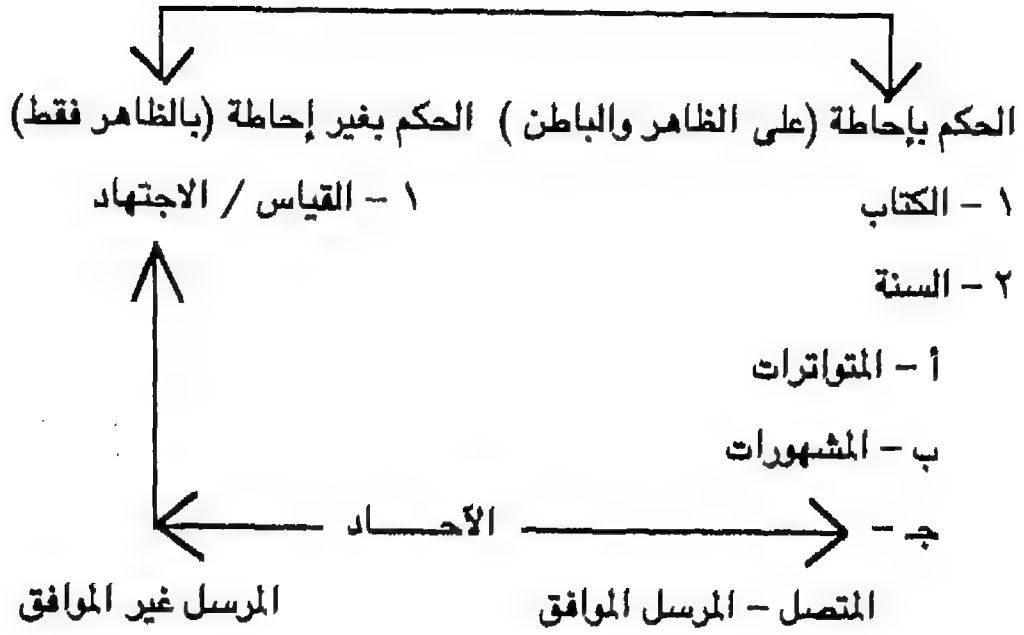 الحكم بإحاطة (على الظاهر والباطن ) الحكم بغير إحاطة (بالظاهر فقط)
١ – الكتاب ١ – القياس / الاجتهاد
٢ – السنة
أ – المتواترات
ب – المشهورات
جـ – الآحـــاد
المتصل – المرسل الموافق المرسل غير الموافق